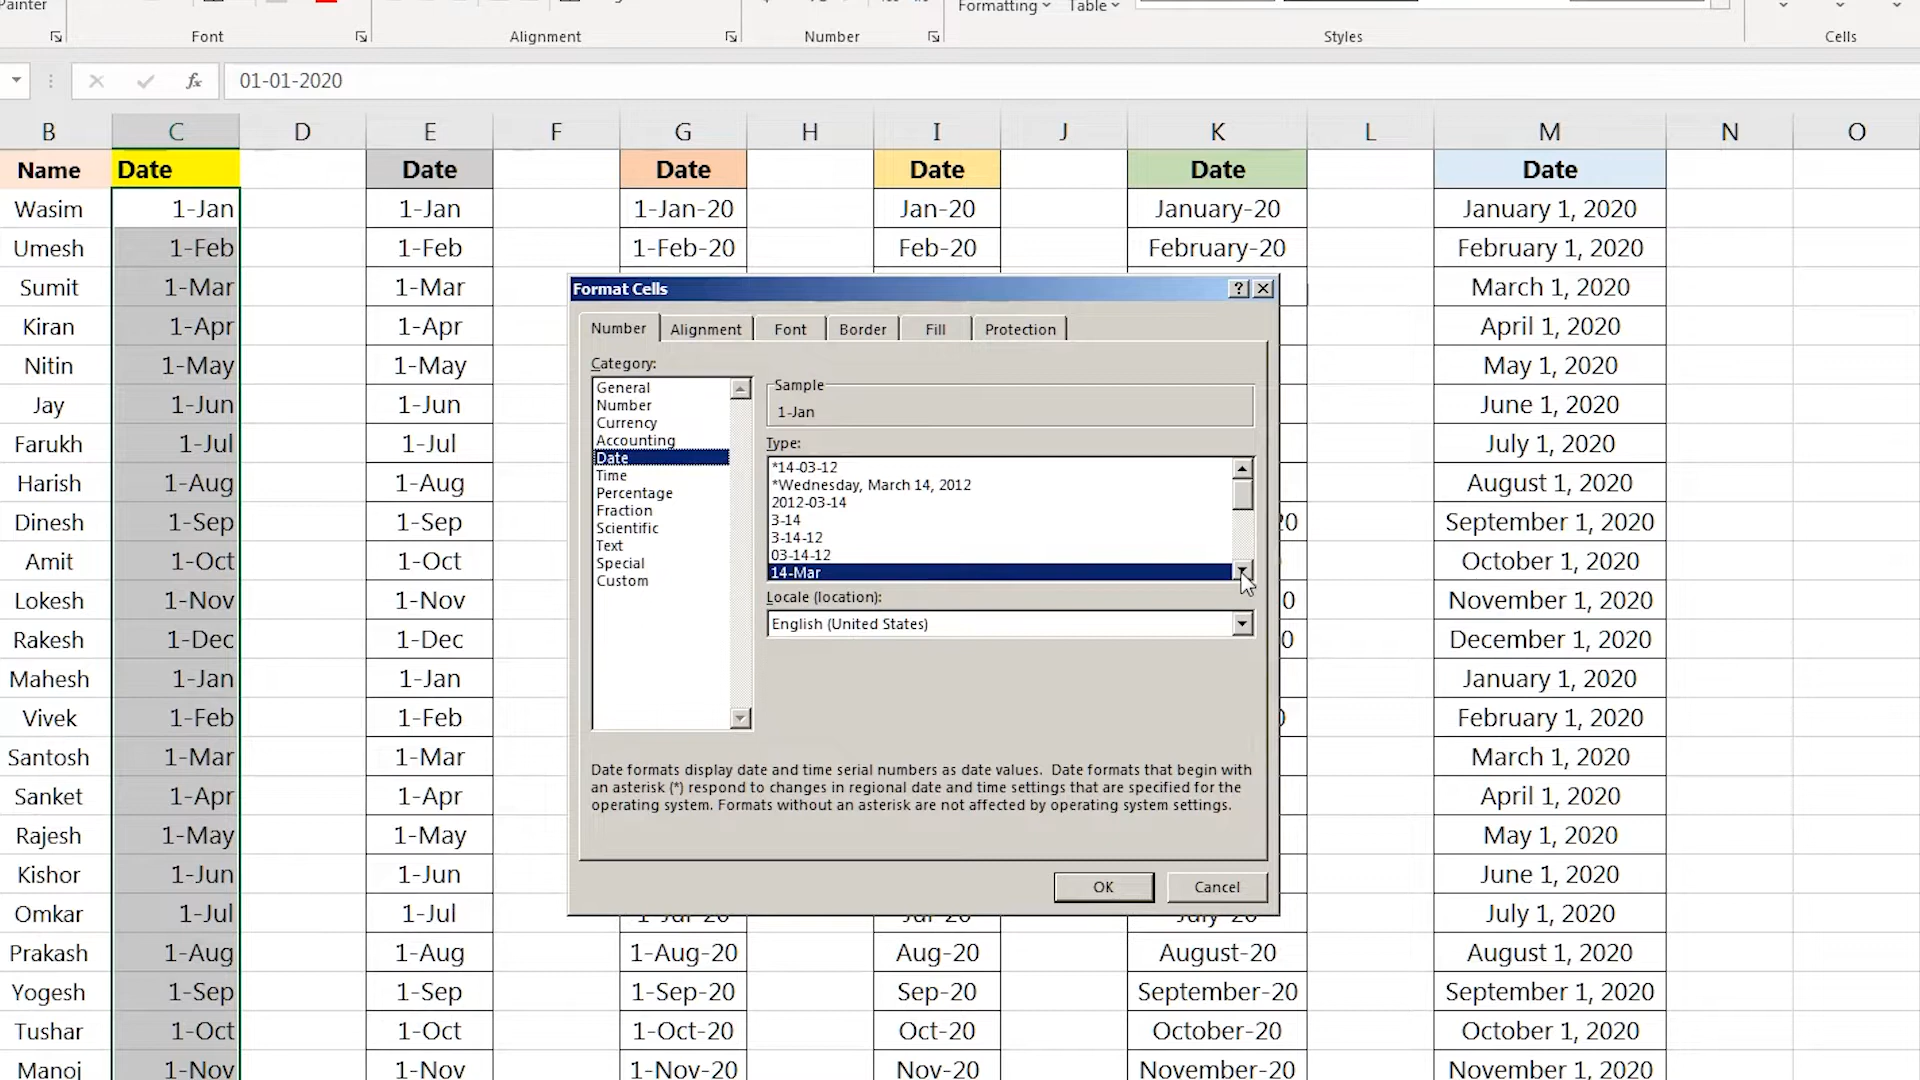 Painter
Formatting
Table
Font
Alignment
Number
Styles
Cells
fx
01-01-2020
B C D E F G H I J K L M N O
Name Date Date Date Date Date Date
Wasim 1-Jan 1-Jan 1-Jan-20 Jan-20 January-20 January 1, 2020
Umesh 1-Feb 1-Feb 1-Feb-20 Feb-20 February-20 February 1, 2020
Sumit 1-Mar 1-Mar March 1, 2020
Kiran 1-Apr 1-Apr April 1, 2020
Nitin 1-May 1-May May 1, 2020
Jay 1-Jun 1-Jun June 1, 2020
Farukh 1-Jul 1-Jul July 1, 2020
Harish 1-Aug 1-Aug August 1, 2020
Dinesh 1-Sep 1-Sep 20 September 1, 2020
Amit 1-Oct 1-Oct October 1, 2020
Lokesh 1-Nov 1-Nov 0 November 1, 2020
Rakesh 1-Dec 1-Dec 0 December 1, 2020
Mahesh 1-Jan 1-Jan January 1, 2020
Vivek 1-Feb 1-Feb February 1, 2020
Santosh 1-Mar 1-Mar March 1, 2020
Sanket 1-Apr 1-Apr April 1, 2020
Rajesh 1-May 1-May May 1, 2020
Kishor 1-Jun 1-Jun June 1, 2020
Omkar 1-Jul 1-Jul 1-Jul-20 Jul-20 July-20 July 1, 2020
Prakash 1-Aug 1-Aug 1-Aug-20 Aug-20 August-20 August 1, 2020
Yogesh 1-Sep 1-Sep 1-Sep-20 Sep-20 September-20 September 1, 2020
Tushar 1-Oct 1-Oct 1-Oct-20 Oct-20 October-20 October 1, 2020
Manoj 1-Nov 1-Nov 1-Nov-20 Nov-20 November-20 November 1, 2020
Format Cells
Number Alignment Font Border Fill Protection
Category:
General
Number
Currency
Accounting
Date
Time
Percentage
Fraction
Scientific
Text
Special
Custom
Sample
1-Jan
Type:
*14-03-12
*Wednesday, March 14, 2012
2012-03-14
3-14
3-14-12
03-14-12
14-Mar
Locale (location):
English (United States)
Date formats display date and time serial numbers as date values. Date formats that begin with
an asterisk (*) respond to changes in regional date and time settings that are specified for the
operating system. Formats without an asterisk are not affected by operating system settings.
OK
Cancel